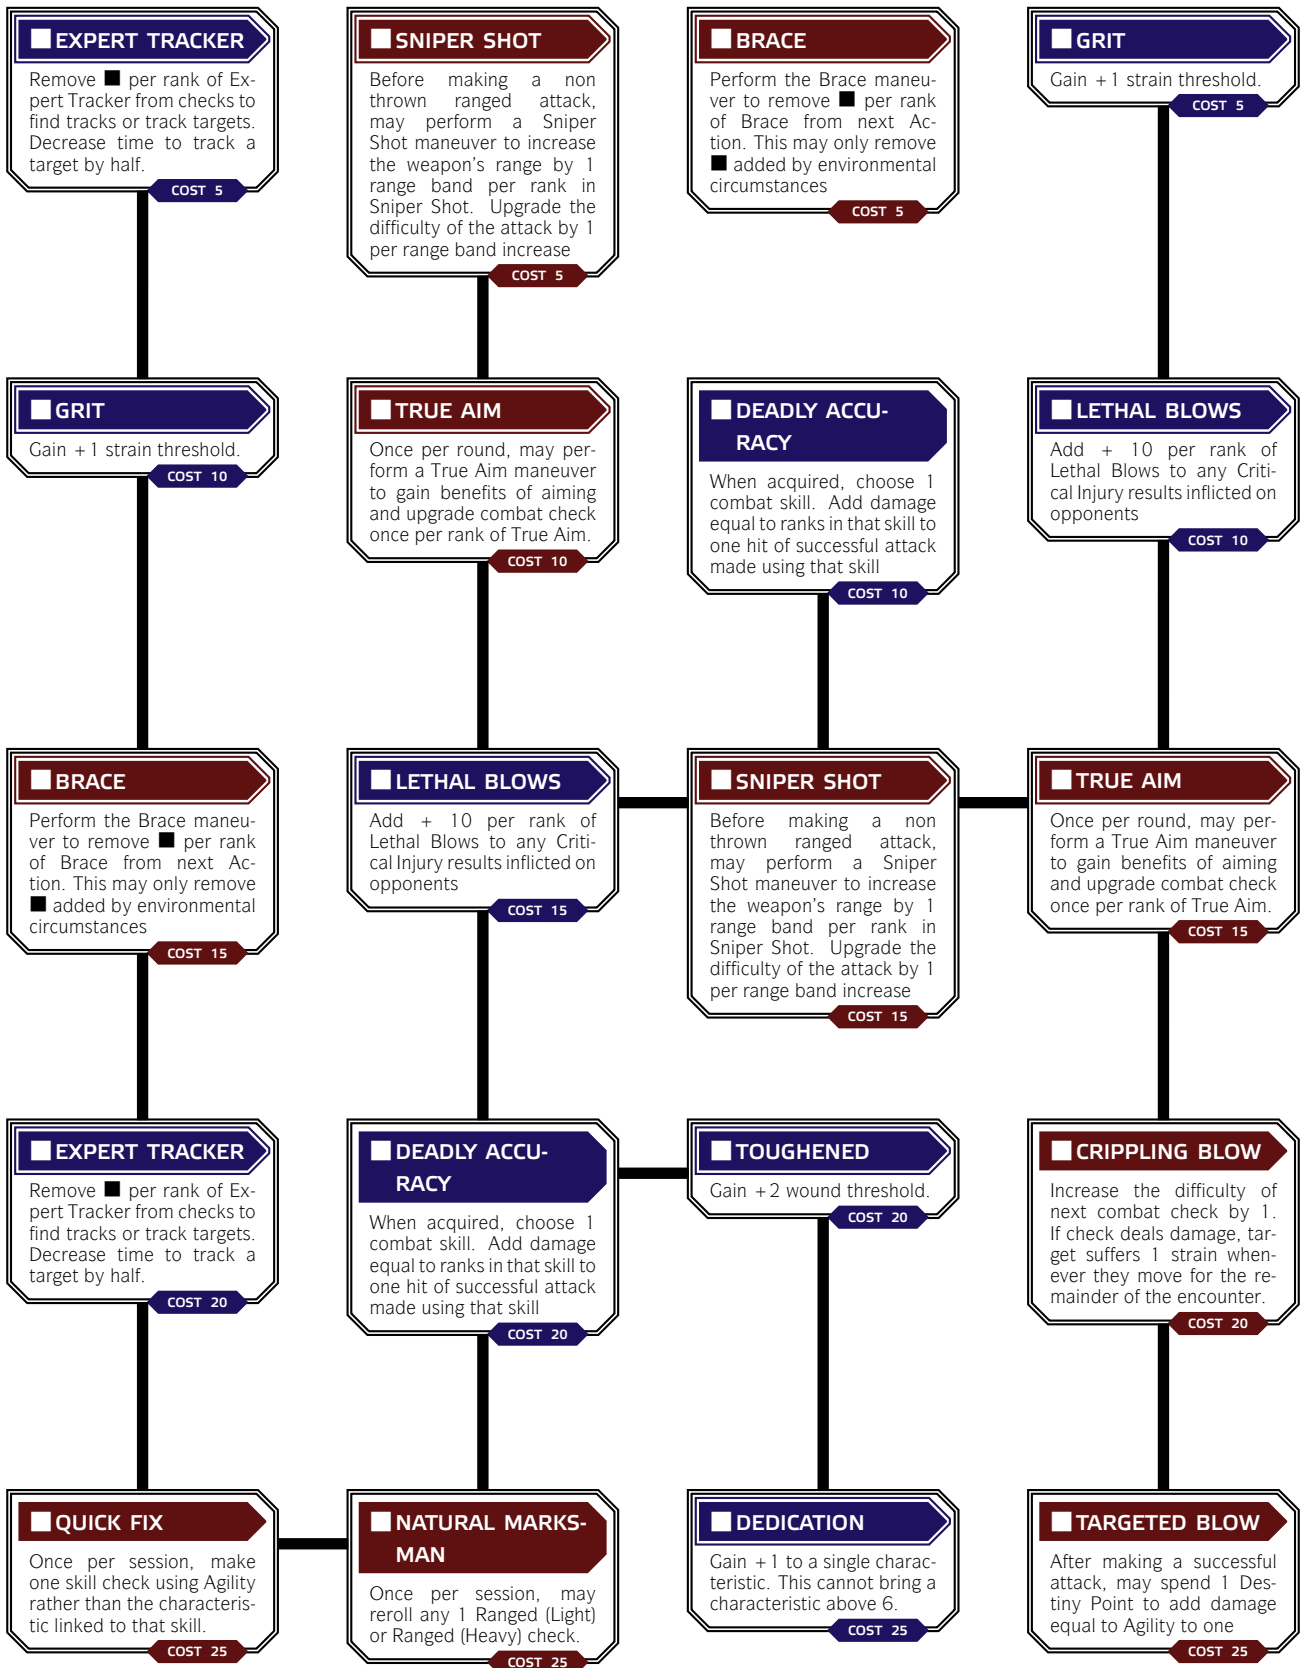 EXPERT TRACKER
Remove ■ per rank of Ex-
pert Tracker from checks to
find tracks or track targets.
Decrease time to track a
target by half.
COST 5
SNIPER SHOT
Before making a non
thrown ranged attack,
may perform a Sniper
Shot maneuver to increase
the weapon's range by 1
range band per rank in
Sniper Shot. Upgrade the
difficulty of the attack by 1
per range band increase
COST 5
BRACE
Perform the Brace maneu-
ver to remove ■ per rank
of Brace from next Ac-
tion. This may only remove
■ added by environmental
circumstances
COST 5
GRIT
Gain +1 strain threshold.
COST 5
GRIT
Gain +1 strain threshold.
COST 10
TRUE AIM
Once per round, may per-
form a True Aim maneuver
to gain benefits of aiming
and upgrade combat check
once per rank of True Aim.
COST 10
DEADLY ACCU-
RACY
When acquired, choose 1
combat skill. Add damage
equal to ranks in that skill to
one hit of successful attack
made using that skill
COST 10
LETHAL BLOWS
Add + 10 per rank of
Lethal Blows to any Criti-
cal Injury results inflicted on
opponents
COST 10
BRACE
Perform the Brace maneu-
ver to remove ■ per rank
of Brace from next Ac-
tion. This may only remove
■ added by environmental
circumstances
COST 15
LETHAL BLOWS
Add + 10 per rank of
Lethal Blows to any Criti-
cal Injury results inflicted on
opponents
COST 15
SNIPER SHOT
Before making a non
thrown ranged attack,
may perform a Sniper
Shot maneuver to increase
the weapon's range by 1
range band per rank in
Sniper Shot. Upgrade the
difficulty of the attack by 1
per range band increase
COST 15
TRUE AIM
Once per round, may per-
form a True Aim maneuver
to gain benefits of aiming
and upgrade combat check
once per rank of True Aim.
COST 15
EXPERT TRACKER
Remove ■ per rank of Ex-
pert Tracker from checks to
find tracks or track targets.
Decrease time to track a
target by half.
COST 20
DEADLY ACCU-
RACY
When acquired, choose 1
combat skill. Add damage
equal to ranks in that skill to
one hit of successful attack
made using that skill
COST 20
TOUGHENED
Gain +2 wound threshold.
COST 20
CRIPPLING BLOW
Increase the difficulty of
next combat check by 1.
If check deals damage, tar-
get suffers 1 strain when-
ever they move for the re-
mainder of the encounter.
COST 20
QUICK FIX
Once per session, make
one skill check using Agility
rather than the characteris-
tic linked to that skill.
COST 25
NATURAL MARKS-
MAN
Once per session, may
reroll any 1 Ranged (Light)
or Ranged (Heavy) check.
COST 25
DEDICATION
Gain +1 to a single charac-
teristic. This cannot bring a
characteristic above 6.
COST 25
TARGETED BLOW
After making a successful
attack, may spend 1 Des-
tiny Point to add damage
equal to Agility to one
COST 25